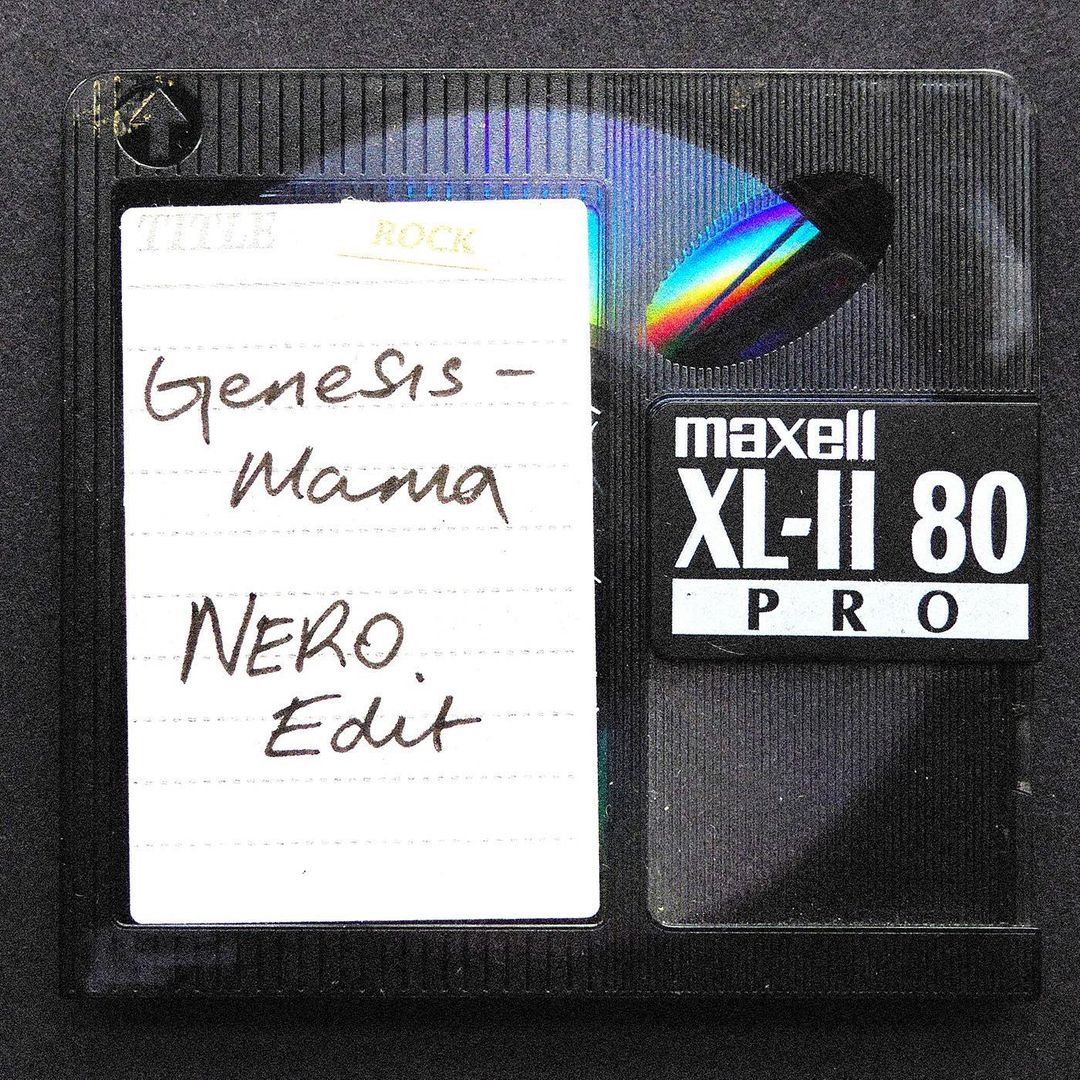 TITLE
ROCK
Genesis -
Mama
NERO.
Edit
maxell
XL-II 80
PRO